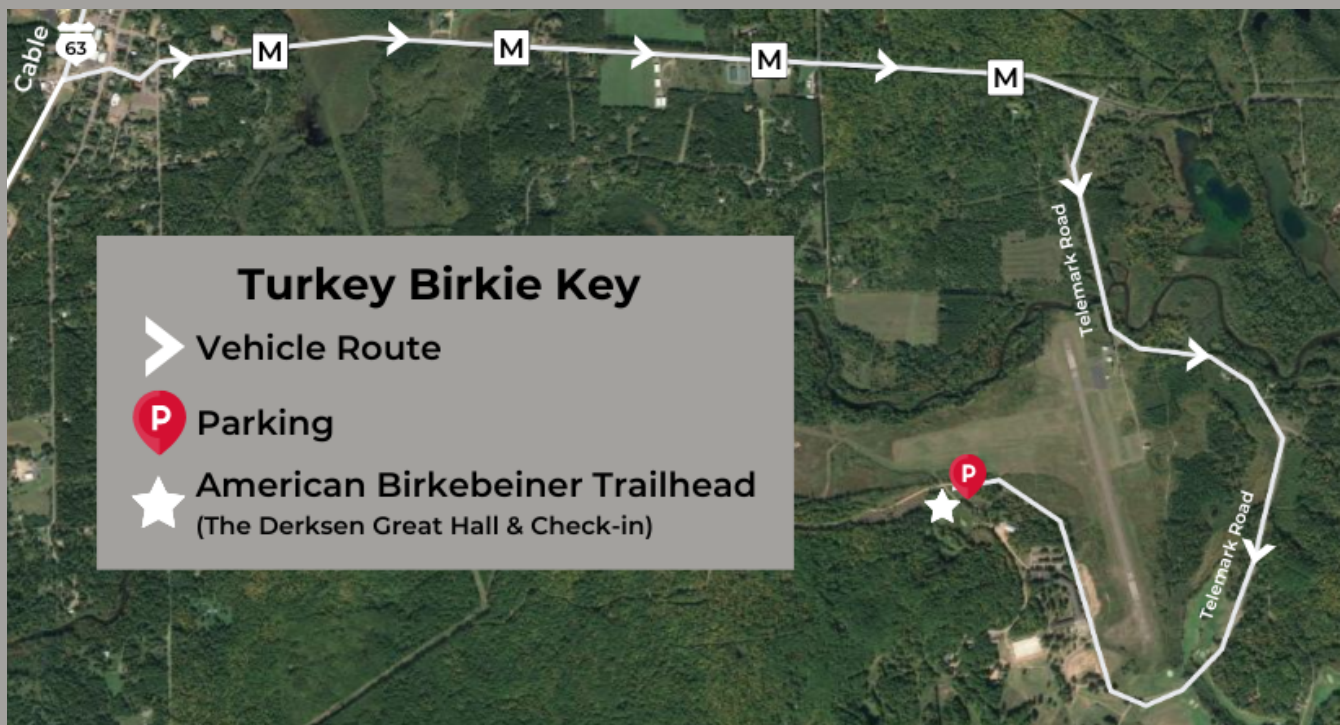 Cable
63
M
M
M
M
Telemark Road
Turkey Birkie Key
Vehicle Route
P
Parking
American Birkebeiner Trailhead
(The Derksen Great Hall & Check-in)
P
Telemark Road